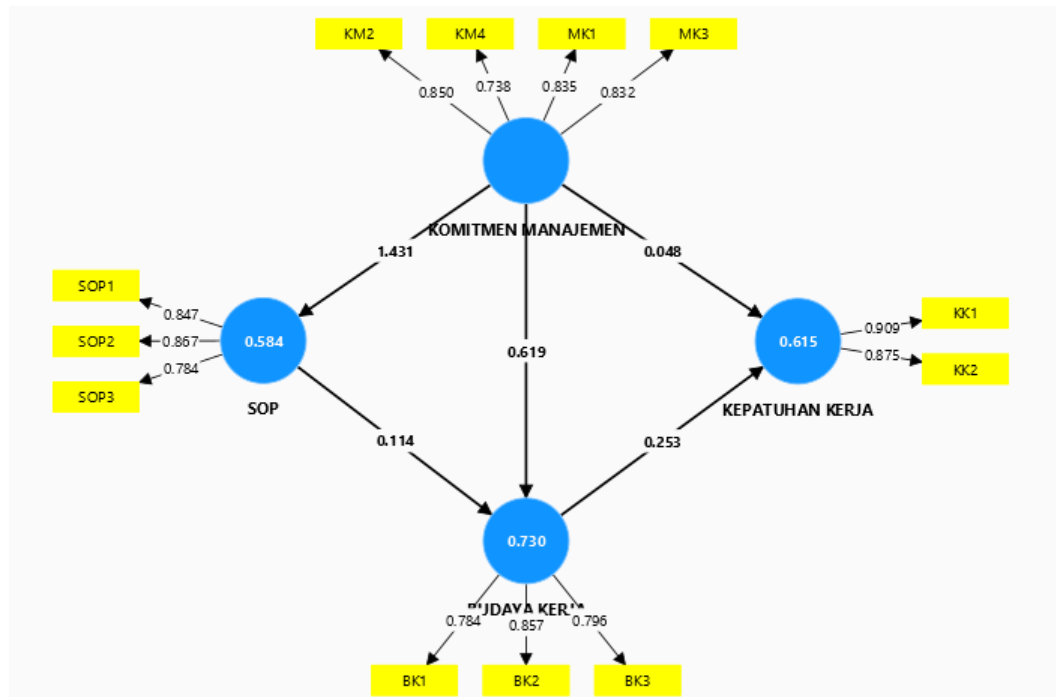 KM2 KM4 MK1 MK3
0.850 0.738 0.835 0.832
KOMITMEN MANAJEMEN
1.431 0.048
SOP1
0.847
SOP2
0.867
SOP3
0.784
0.584
SOP
0.619
0.615
KEPATUHAN KERJA
0.909
KK1
0.875
KK2
0.114 0.253
0.730
BUDAYA KERJA
0.784 0.857 0.796
BK1 BK2 BK3